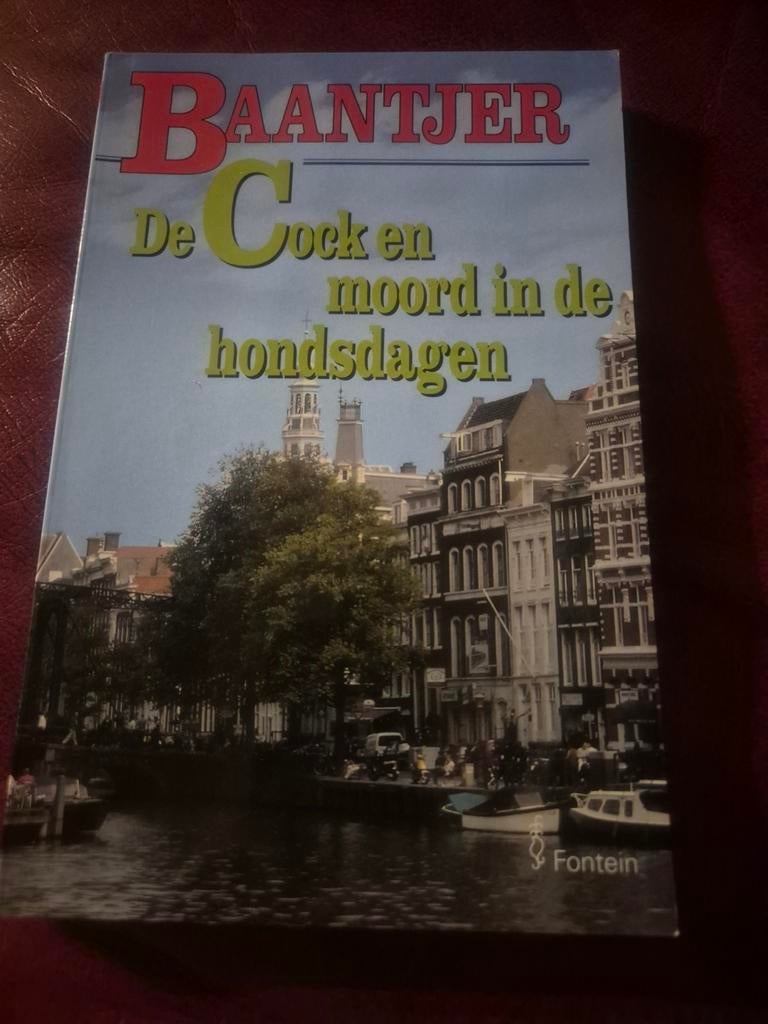 BAANTJER
De Cock en
moord in de
hondsdagen
Fontein